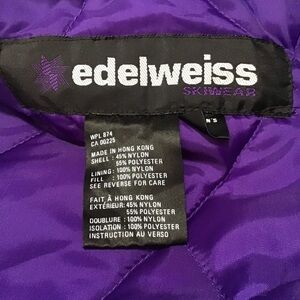 edelweiss
SKIWEAR
WPL 874
CA 00225
MADE IN HONG KONG
SHELL : 45% NYLON
55% POLYESTER
LINING: 100% NYLON
FILL : 100% POLYESTER
SEE REVERSE FOR CARE
FAIT À HONG KONG
EXTÉRIEUR: 45% NYLON
55% POLYESTER
DOUBLURE : 100% NYLON
ISOLATION : 100% POLYESTER
INSTRUCTION AU VERSO